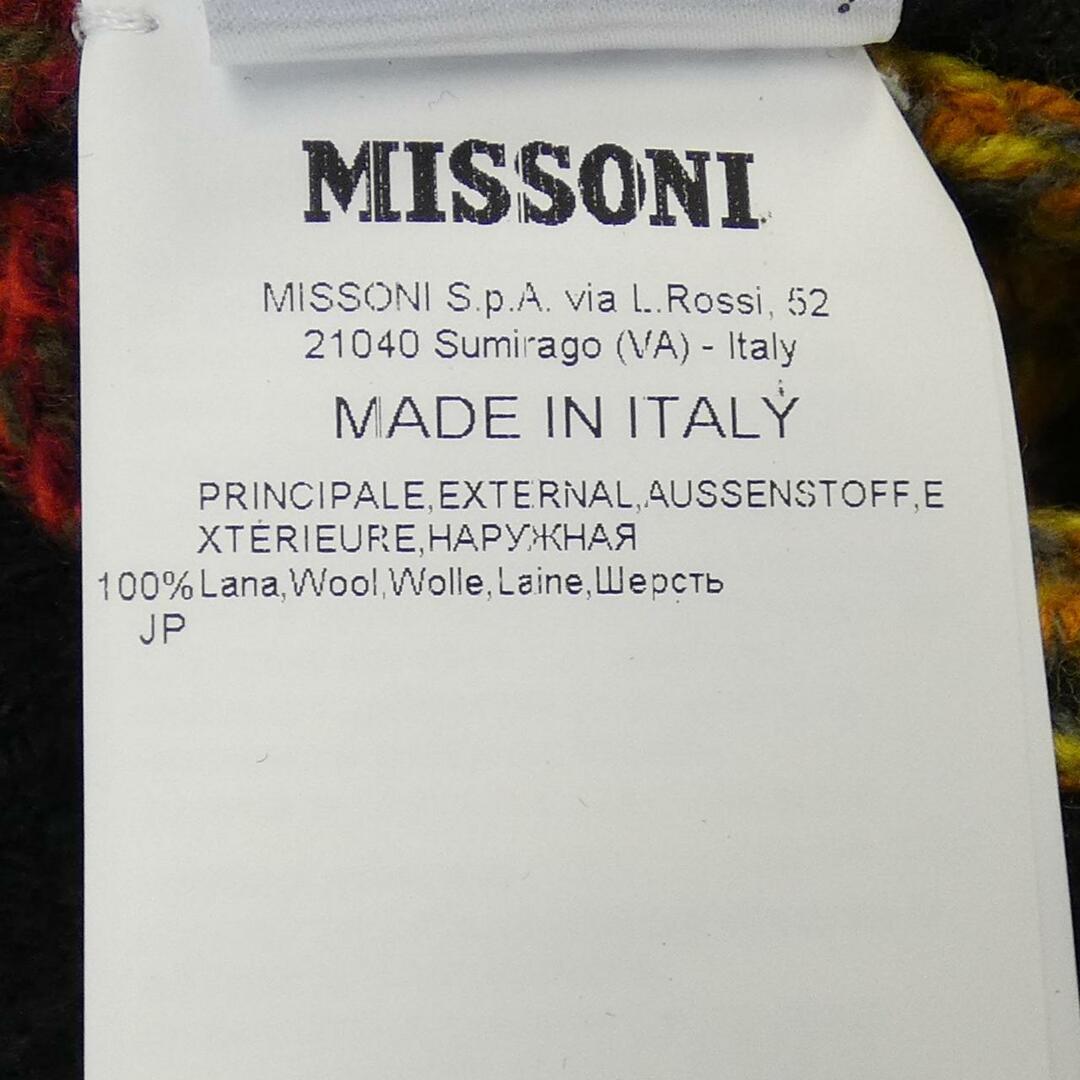 MISSONI
MISSONI S.p.A. via L.Rossi, 52
21040 Sumirago (VA) - Italy
MADE IN ITALY
PRINCIPALE,EXTERNAL,AUSSENSTOFF,E
XTÉRIEURE,НАРУЖНАЯ
100% Lana,Wool,Wolle,Laine,Шерсть
JP